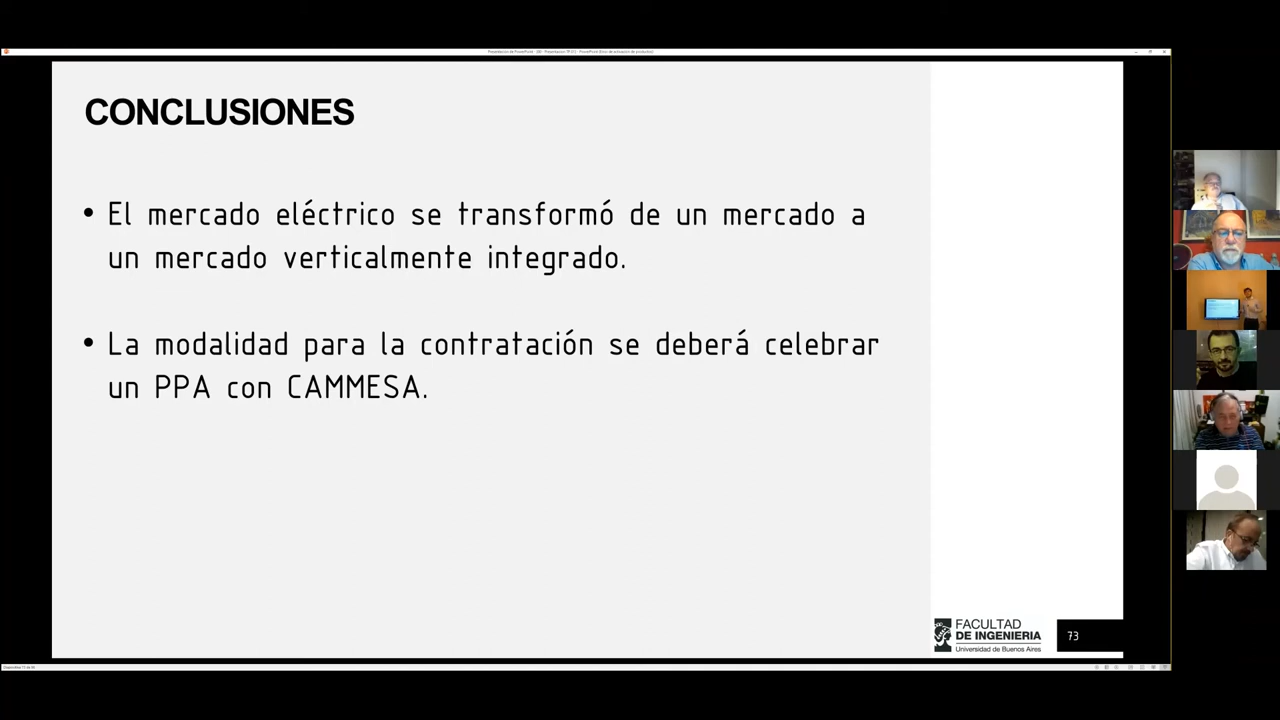 CONCLUSIONES
• El mercado eléctrico se transformó de un mercado a
un mercado verticalmente integrado.
• La modalidad para la contratación se deberá celebrar
un PPA con CAMMESA.
FACULTAD
DE INGENIERIA
Universidad de Buenos Aires
73